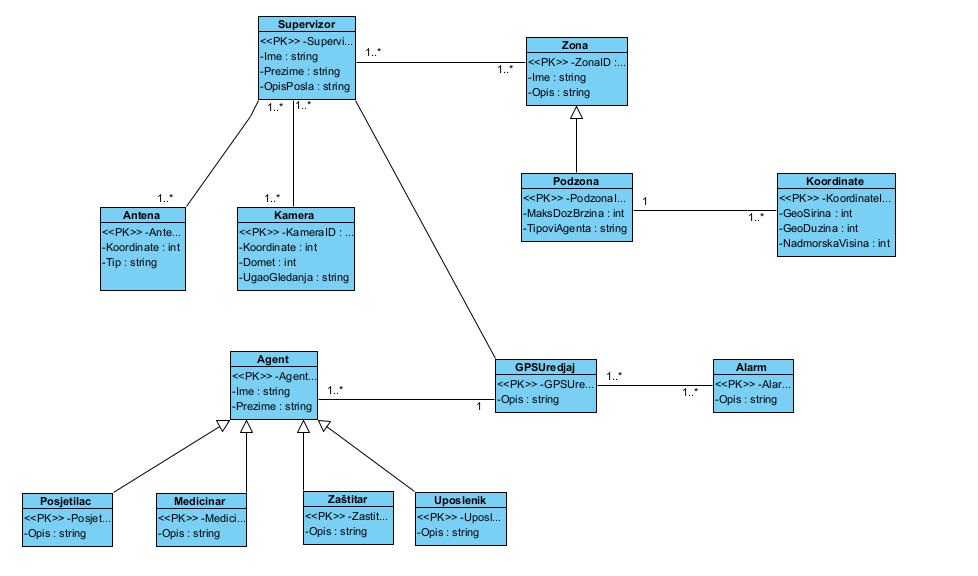 Supervizor
<<PK>> -Supervi...
-Ime : string
-Prezime : string
-OpisPosla : string
1..*
1..*
Zona
<<PK>> -ZonaID :...
-Ime : string
-Opis : string
1..*
1..*
1..*
1..*
Antena
<<PK>> -Ante...
-Koordinate : int
-Tip : string
Kamera
<<PK>> -KameraID : ...
-Koordinate : int
-Domet : int
-UgaoGledanja : string
Podzona
<<PK>> -PodzonaI...
-MaksDozBrzina : int
-TipoviAgenta : string
1
1..*
Koordinate
<<PK>> -KoordinateI...
-GeoSirina : int
-GeoDuzina : int
-NadmorskaVisina : int
Agent
<<PK>> -Agent...
-Ime : string
-Prezime : string
1..*
1
GPSUredjaj
<<PK>> -GPSUre...
-Opis : string
1..*
1..*
Alarm
<<PK>> -Alar...
-Opis : string
Posjetilac
<<PK>> -Posjet...
-Opis : string
Medicinar
<<PK>> -Medici...
-Opis : string
Zaštitar
<<PK>> -Zastit...
-Opis : string
Uposlenik
<<PK>> -Uposl...
-Opis : string